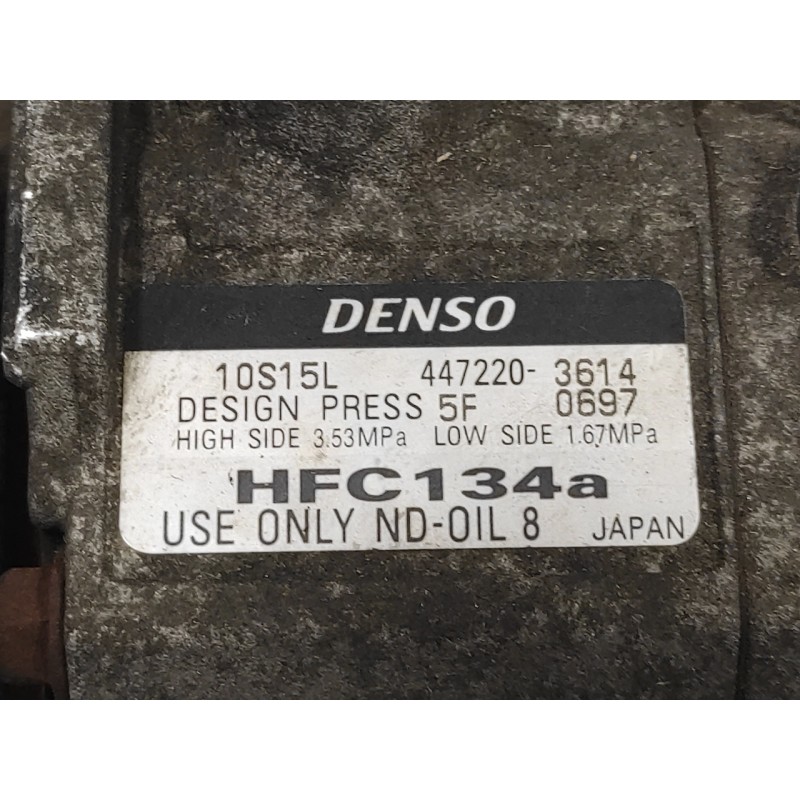 DENSO
10S15L 447220- 3614
DESIGN PRESS 5F 0697
HIGH SIDE 3.53MPa LOW SIDE 1.67MPa
HFC134a
USE ONLY ND-OIL 8 JAPAN